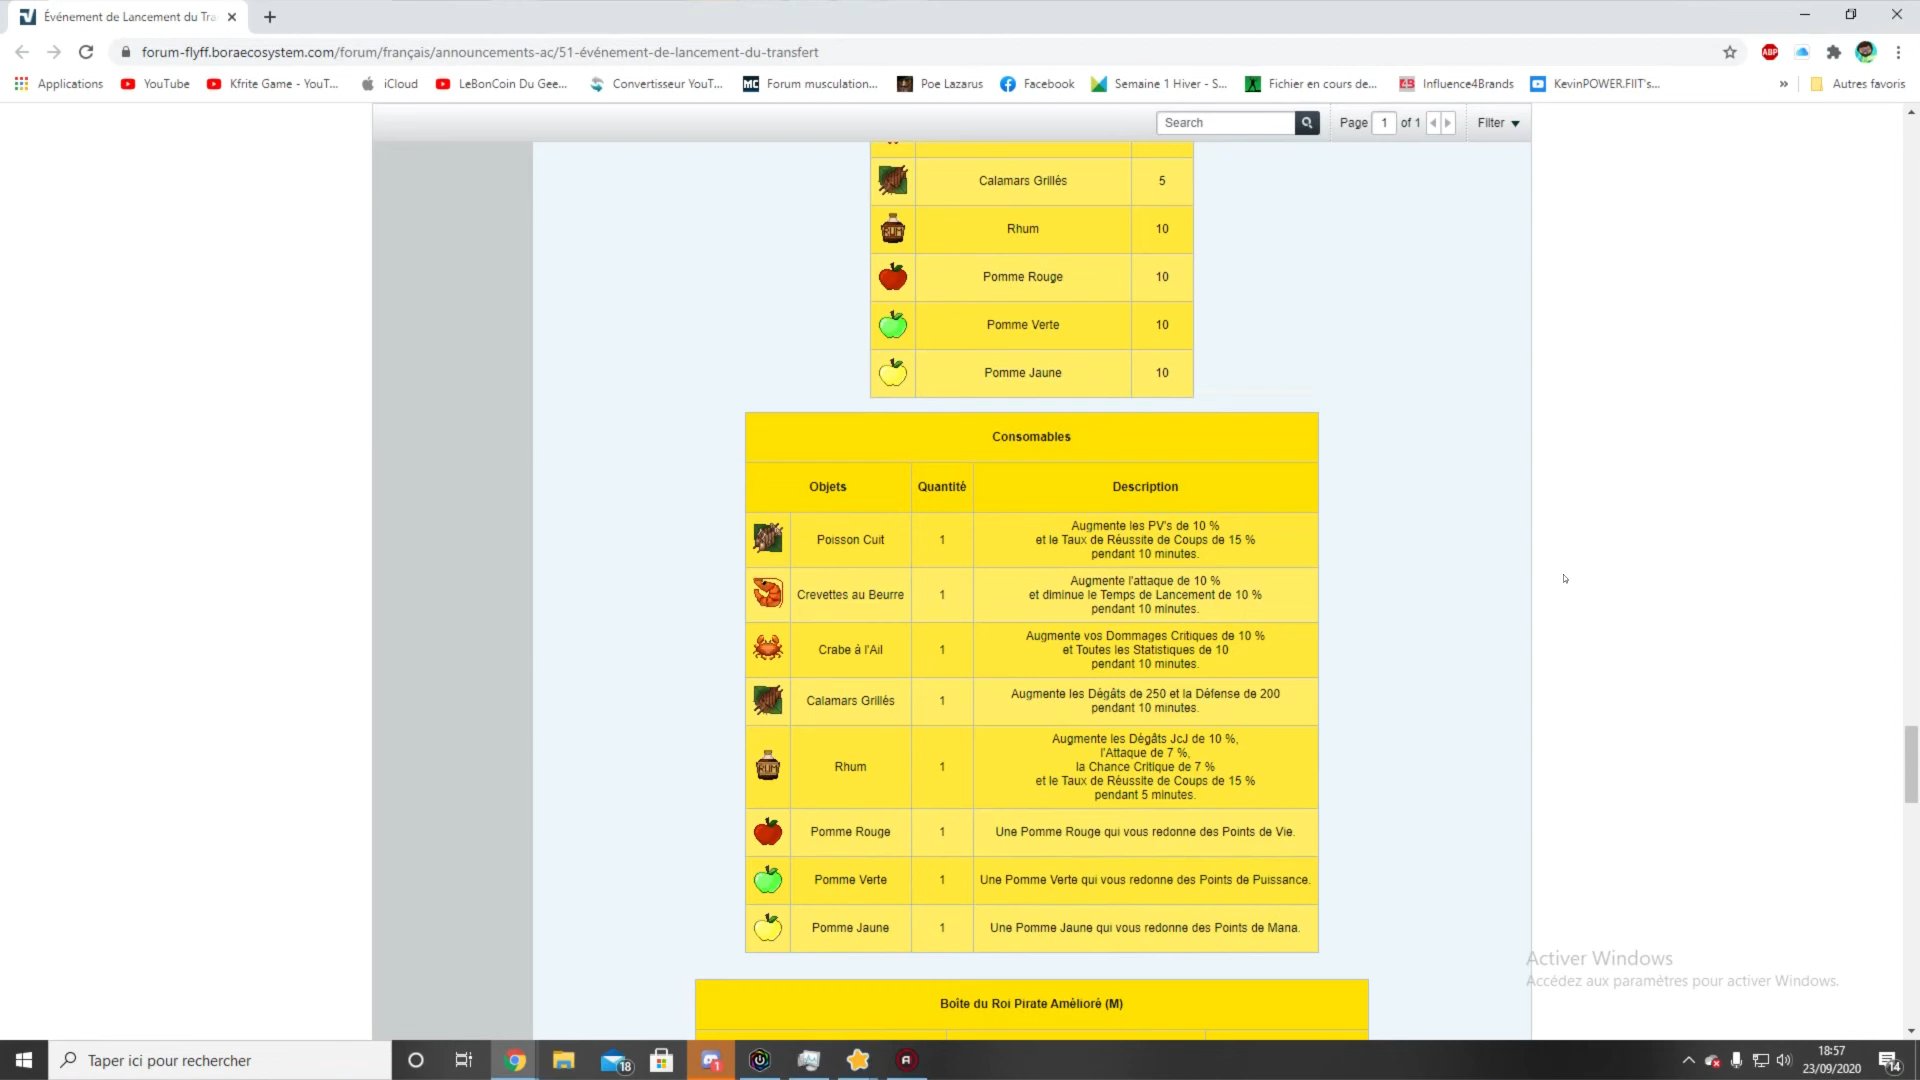 Événement de Lancement du Tra
forum-flyff.boraecosystem.com/forum/français/announcements-ac/51-événement-de-lancement-du-transfert
ABP
Applications
YouTube
Kfrite Game - YouT...
iCloud
LeBonCoin Du Gee...
Convertisseur YouT...
MC
Forum musculation...
Poe Lazarus
Facebook
Semaine 1 Hiver - S...
Fichier en cours de...
Influence4Brands
KevinPOWER.FIIT's...
»
Autres favoris
Search
Page 1 of 1
Filter
Calamars Grillés 5
RUM Rhum 10
Pomme Rouge 10
Pomme Verte 10
Pomme Jaune 10
Consomables
Objets Quantité Description
Poisson Cuit 1
Augmente les PV's de 10 %
et le Taux de Réussite de Coups de 15 %
pendant 10 minutes.
Crevettes au Beurre 1
Augmente l'attaque de 10 %
et diminue le Temps de Lancement de 10 %
pendant 10 minutes.
Crabe à l'Ail 1
Augmente vos Dommages Critiques de 10 %
et Toutes les Statistiques de 10
pendant 10 minutes.
Calamars Grillés 1
Augmente les Dégâts de 250 et la Défense de 200
pendant 10 minutes.
RUM Rhum 1
Augmente les Dégâts JcJ de 10 %,
l'Attaque de 7 %,
la Chance Critique de 7 %
et le Taux de Réussite de Coups de 15 %
pendant 5 minutes.
Pomme Rouge 1 Une Pomme Rouge qui vous redonne des Points de Vie.
Pomme Verte 1 Une Pomme Verte qui vous redonne des Points de Puissance.
Pomme Jaune 1 Une Pomme Jaune qui vous redonne des Points de Mana.
Boîte du Roi Pirate Amélioré (M)
Activer Windows
Accédez aux paramètres pour activer Windows.
Taper ici pour rechercher
18
1
18:57
23/09/2020
14